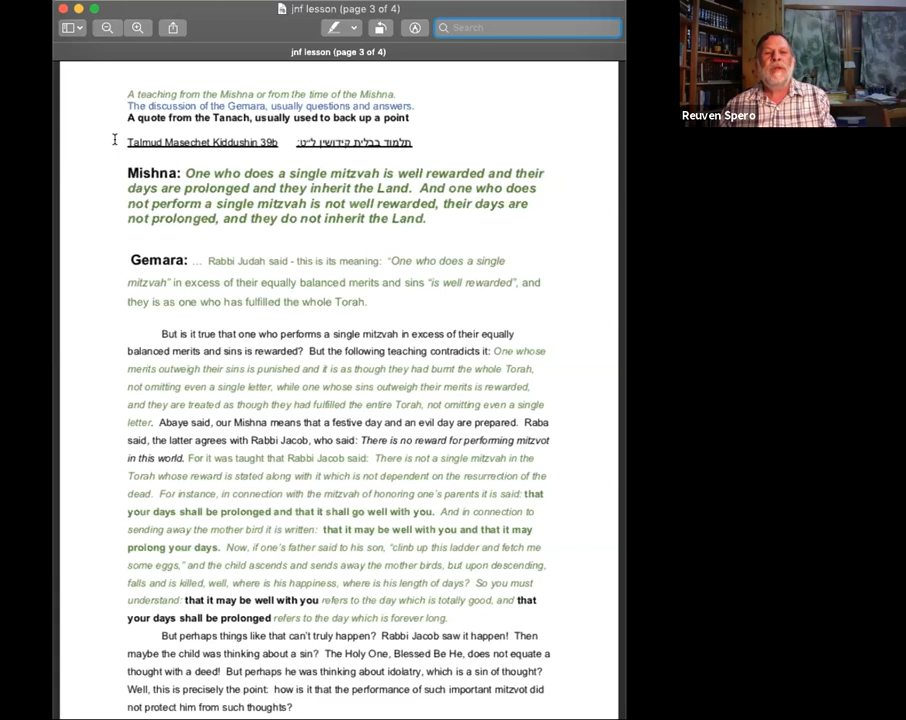 jnf lesson (page 3 of 4)
Search
jnf lesson (page 3 of 4)
Reuven Spero
A teaching from the Mishna or from the time of the Mishna.
The discussion of the Gemara, usually questions and answers.
A quote from the Tanach, usually used to back up a point
Talmud Masechet Kiddushin 39b תלמוד בבלית קידושין ל"ט:
Mishna: One who does a single mitzvah is well rewarded and their
days are prolonged and they inherit the Land. And one who does
not perform a single mitzvah is not well rewarded, their days are
not prolonged, and they do not inherit the Land.
Gemara: ... Rabbi Judah said - this is its meaning: "One who does a single
mitzvah" in excess of their equally balanced merits and sins "is well rewarded", and
they is as one who has fulfilled the whole Torah.
But is it true that one who performs a single mitzvah in excess of their equally
balanced merits and sins is rewarded? But the following teaching contradicts it: One whose
merits outweigh their sins is punished and it is as though they had burnt the whole Torah,
not omitting even a single letter, while one whose sins outweigh their merits is rewarded,
and they are treated as though they had fulfilled the entire Torah, not omitting even a single
letter. Abaye said, our Mishna means that a festive day and an evil day are prepared. Raba
said, the latter agrees with Rabbi Jacob, who said: There is no reward for performing mitzvot
in this world. For it was taught that Rabbi Jacob said: There is not a single mitzvah in the
Torah whose reward is stated along with it which is not dependent on the resurrection of the
dead. For instance, in connection with the mitzvah of honoring one's parents it is said: that
your days shall be prolonged and that it shall go well with you. And in connection to
sending away the mother bird it is written: that it may be well with you and that it may
prolong your days. Now, if one's father said to his son, "climb up this ladder and fetch me
some eggs," and the child ascends and sends away the mother birds, but upon descending,
falls and is killed, well, where is his happiness, where is his length of days? So you must
understand: that it may be well with you refers to the day which is totally good, and that
your days shall be prolonged refers to the day which is forever long.
But perhaps things like that can't truly happen? Rabbi Jacob saw it happen! Then
maybe the child was thinking about a sin? The Holy One, Blessed Be He, does not equate a
thought with a deed! But perhaps he was thinking about idolatry, which is a sin of thought?
Well, this is precisely the point: how is it that the performance of such important mitzvot did
not protect him from such thoughts?